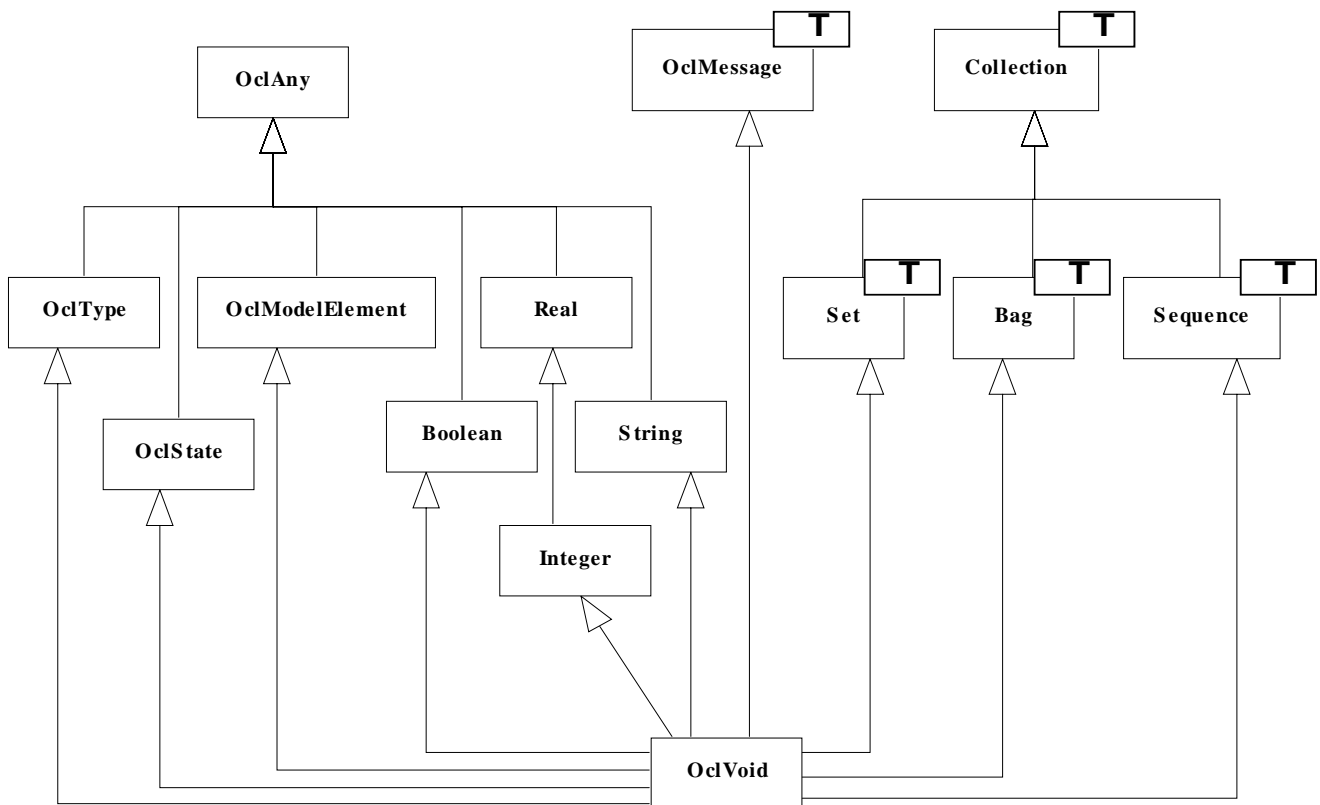 T
T
OclAny
OclMessage
Collection
T
T
T
OclType
OclModelElement
Real
Set
Bag
Sequence
OclState
Boolean
String
Integer
OclVoid